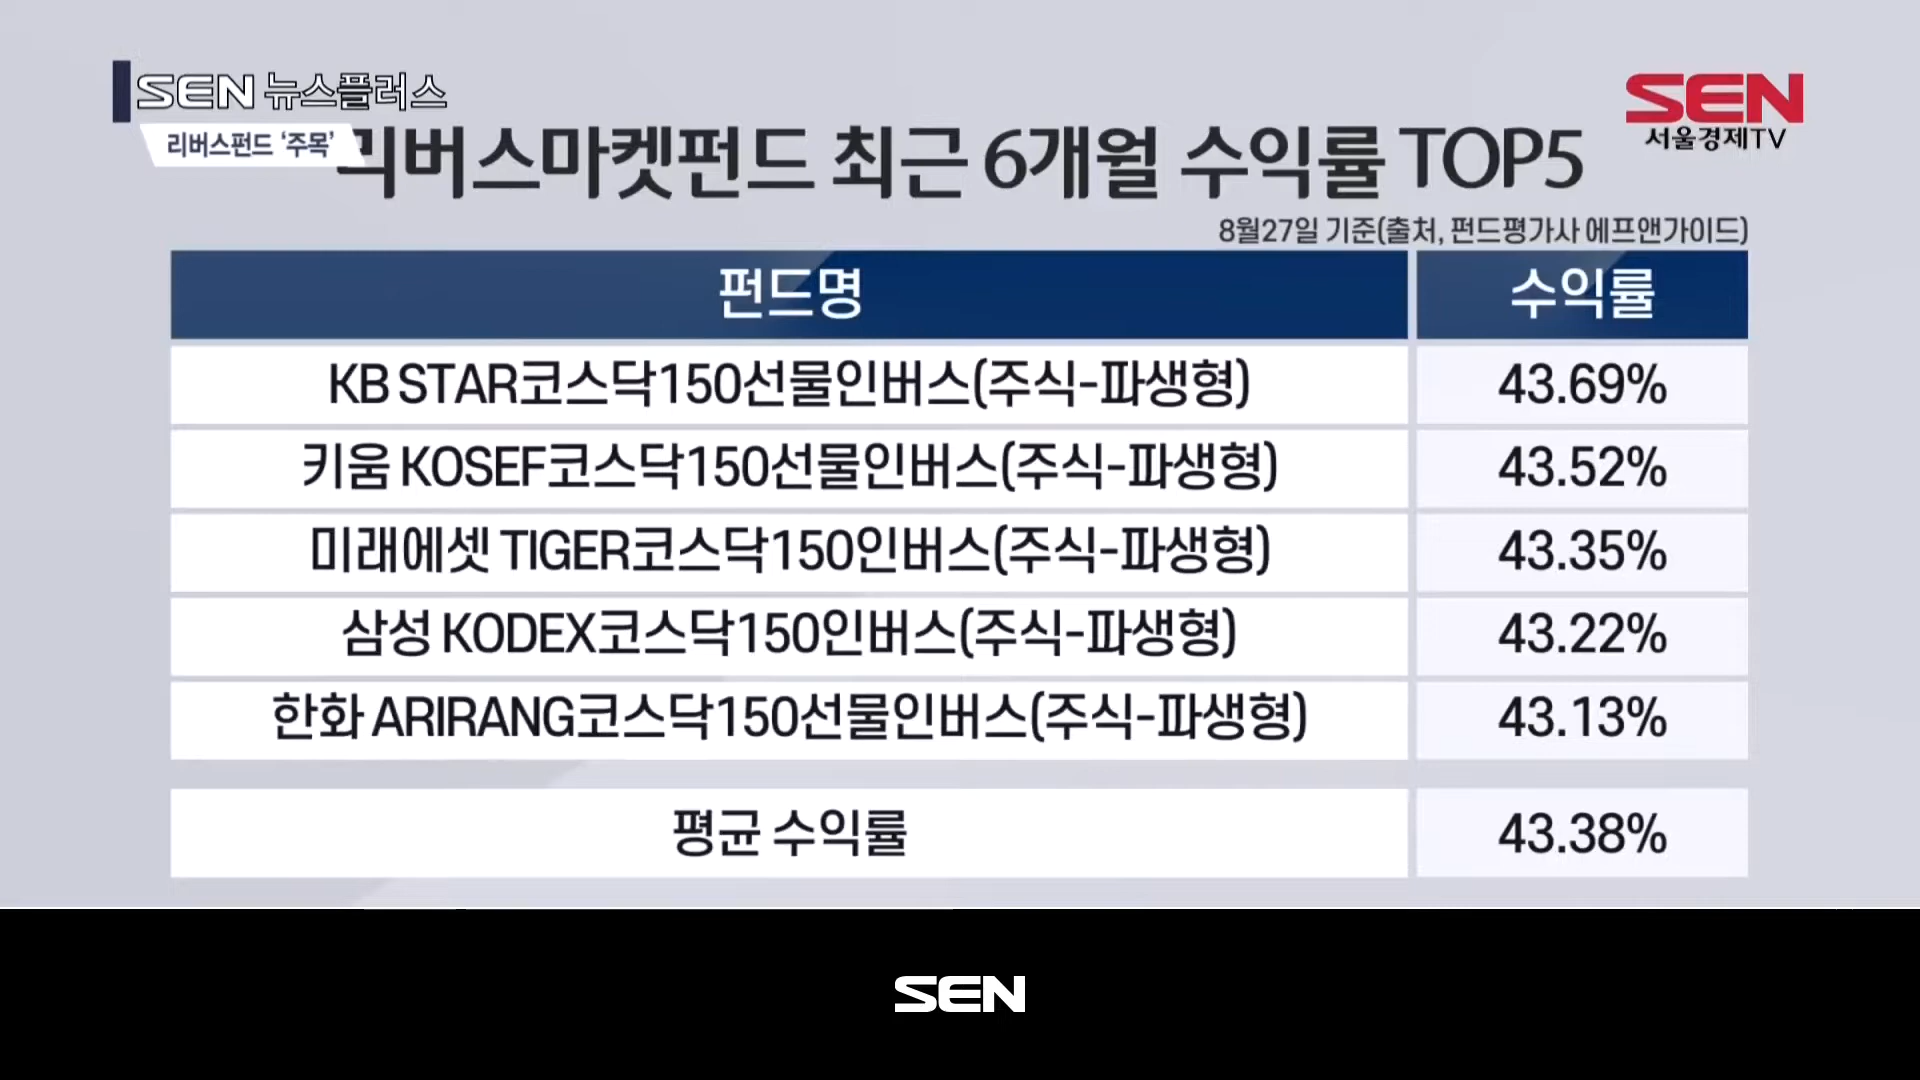 SEN 뉴스플러스
리버스펀드 ‘주목’
SEN
서울경제TV
리버스마켓펀드 최근 6개월 수익률 TOP5
8월27일 기준(출처, 펀드평가사 에프앤가이드)
펀드명 수익률
KB STAR코스닥150선물인버스(주식-파생형) 43.69%
키움 KOSEF코스닥150선물인버스(주식-파생형) 43.52%
미래에셋 TIGER코스닥150인버스(주식-파생형) 43.35%
삼성 KODEX코스닥150인버스(주식-파생형) 43.22%
한화 ARIRANG코스닥150선물인버스(주식-파생형) 43.13%
평균 수익률 43.38%
SEN